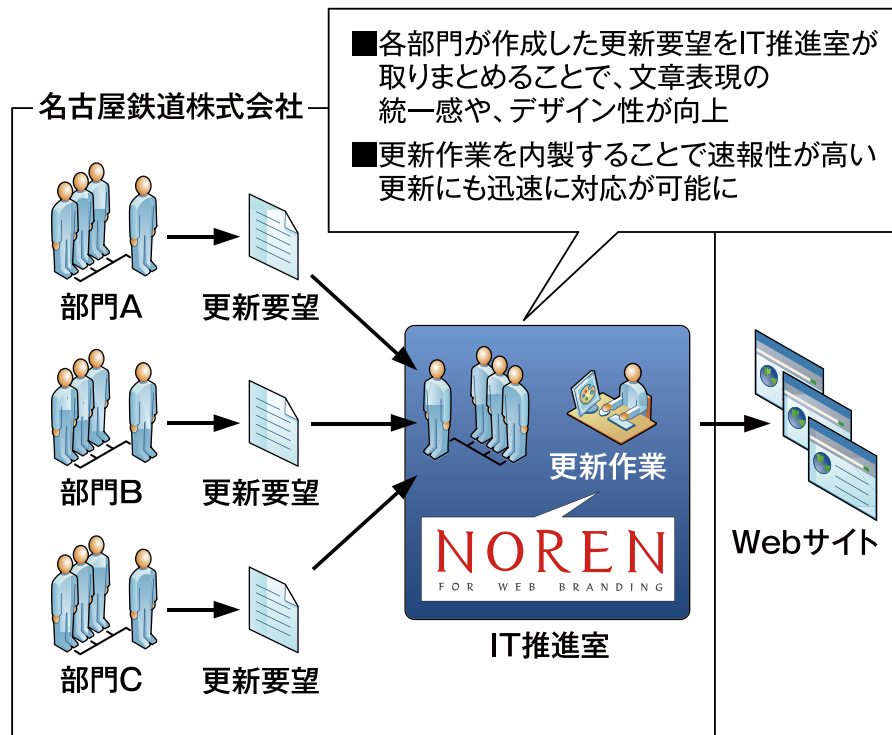 ■各部門が作成した更新要望をIT推進室が
取りまとめることで、文章表現の
統一感や、デザイン性が向上
■更新作業を内製することで速報性が高い
更新にも迅速に対応が可能に
名古屋鉄道株式会社
部門A
更新要望
部門B
更新要望
部門C
更新要望
更新作業
NOREN
FOR WEB BRANDING
IT推進室
Webサイト